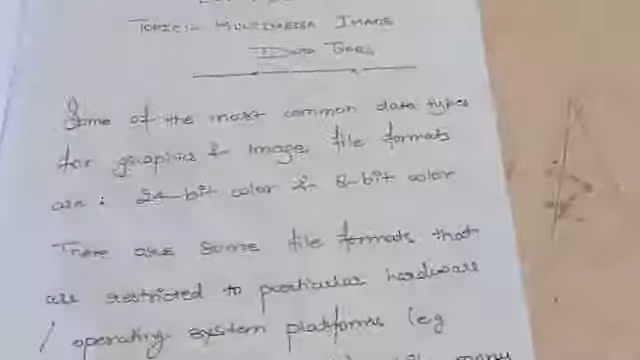 Topic:- Multimedia Image
Data Types
Some of the most common data types
for graphics & Image file formats
are : 24-bit color & 8-bit color
There are some file formats that
are restricted to particular hardware
/ operating system platforms (eg
many